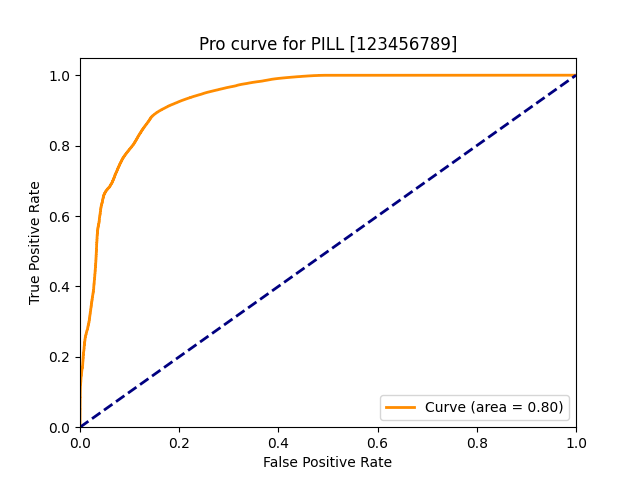 Pro curve for PILL [123456789]
1.0
0.8
0.6
0.4
0.2
0.0
True Positive Rate
Curve (area = 0.80)
0.0 0.2 0.4 0.6 0.8 1.0
False Positive Rate